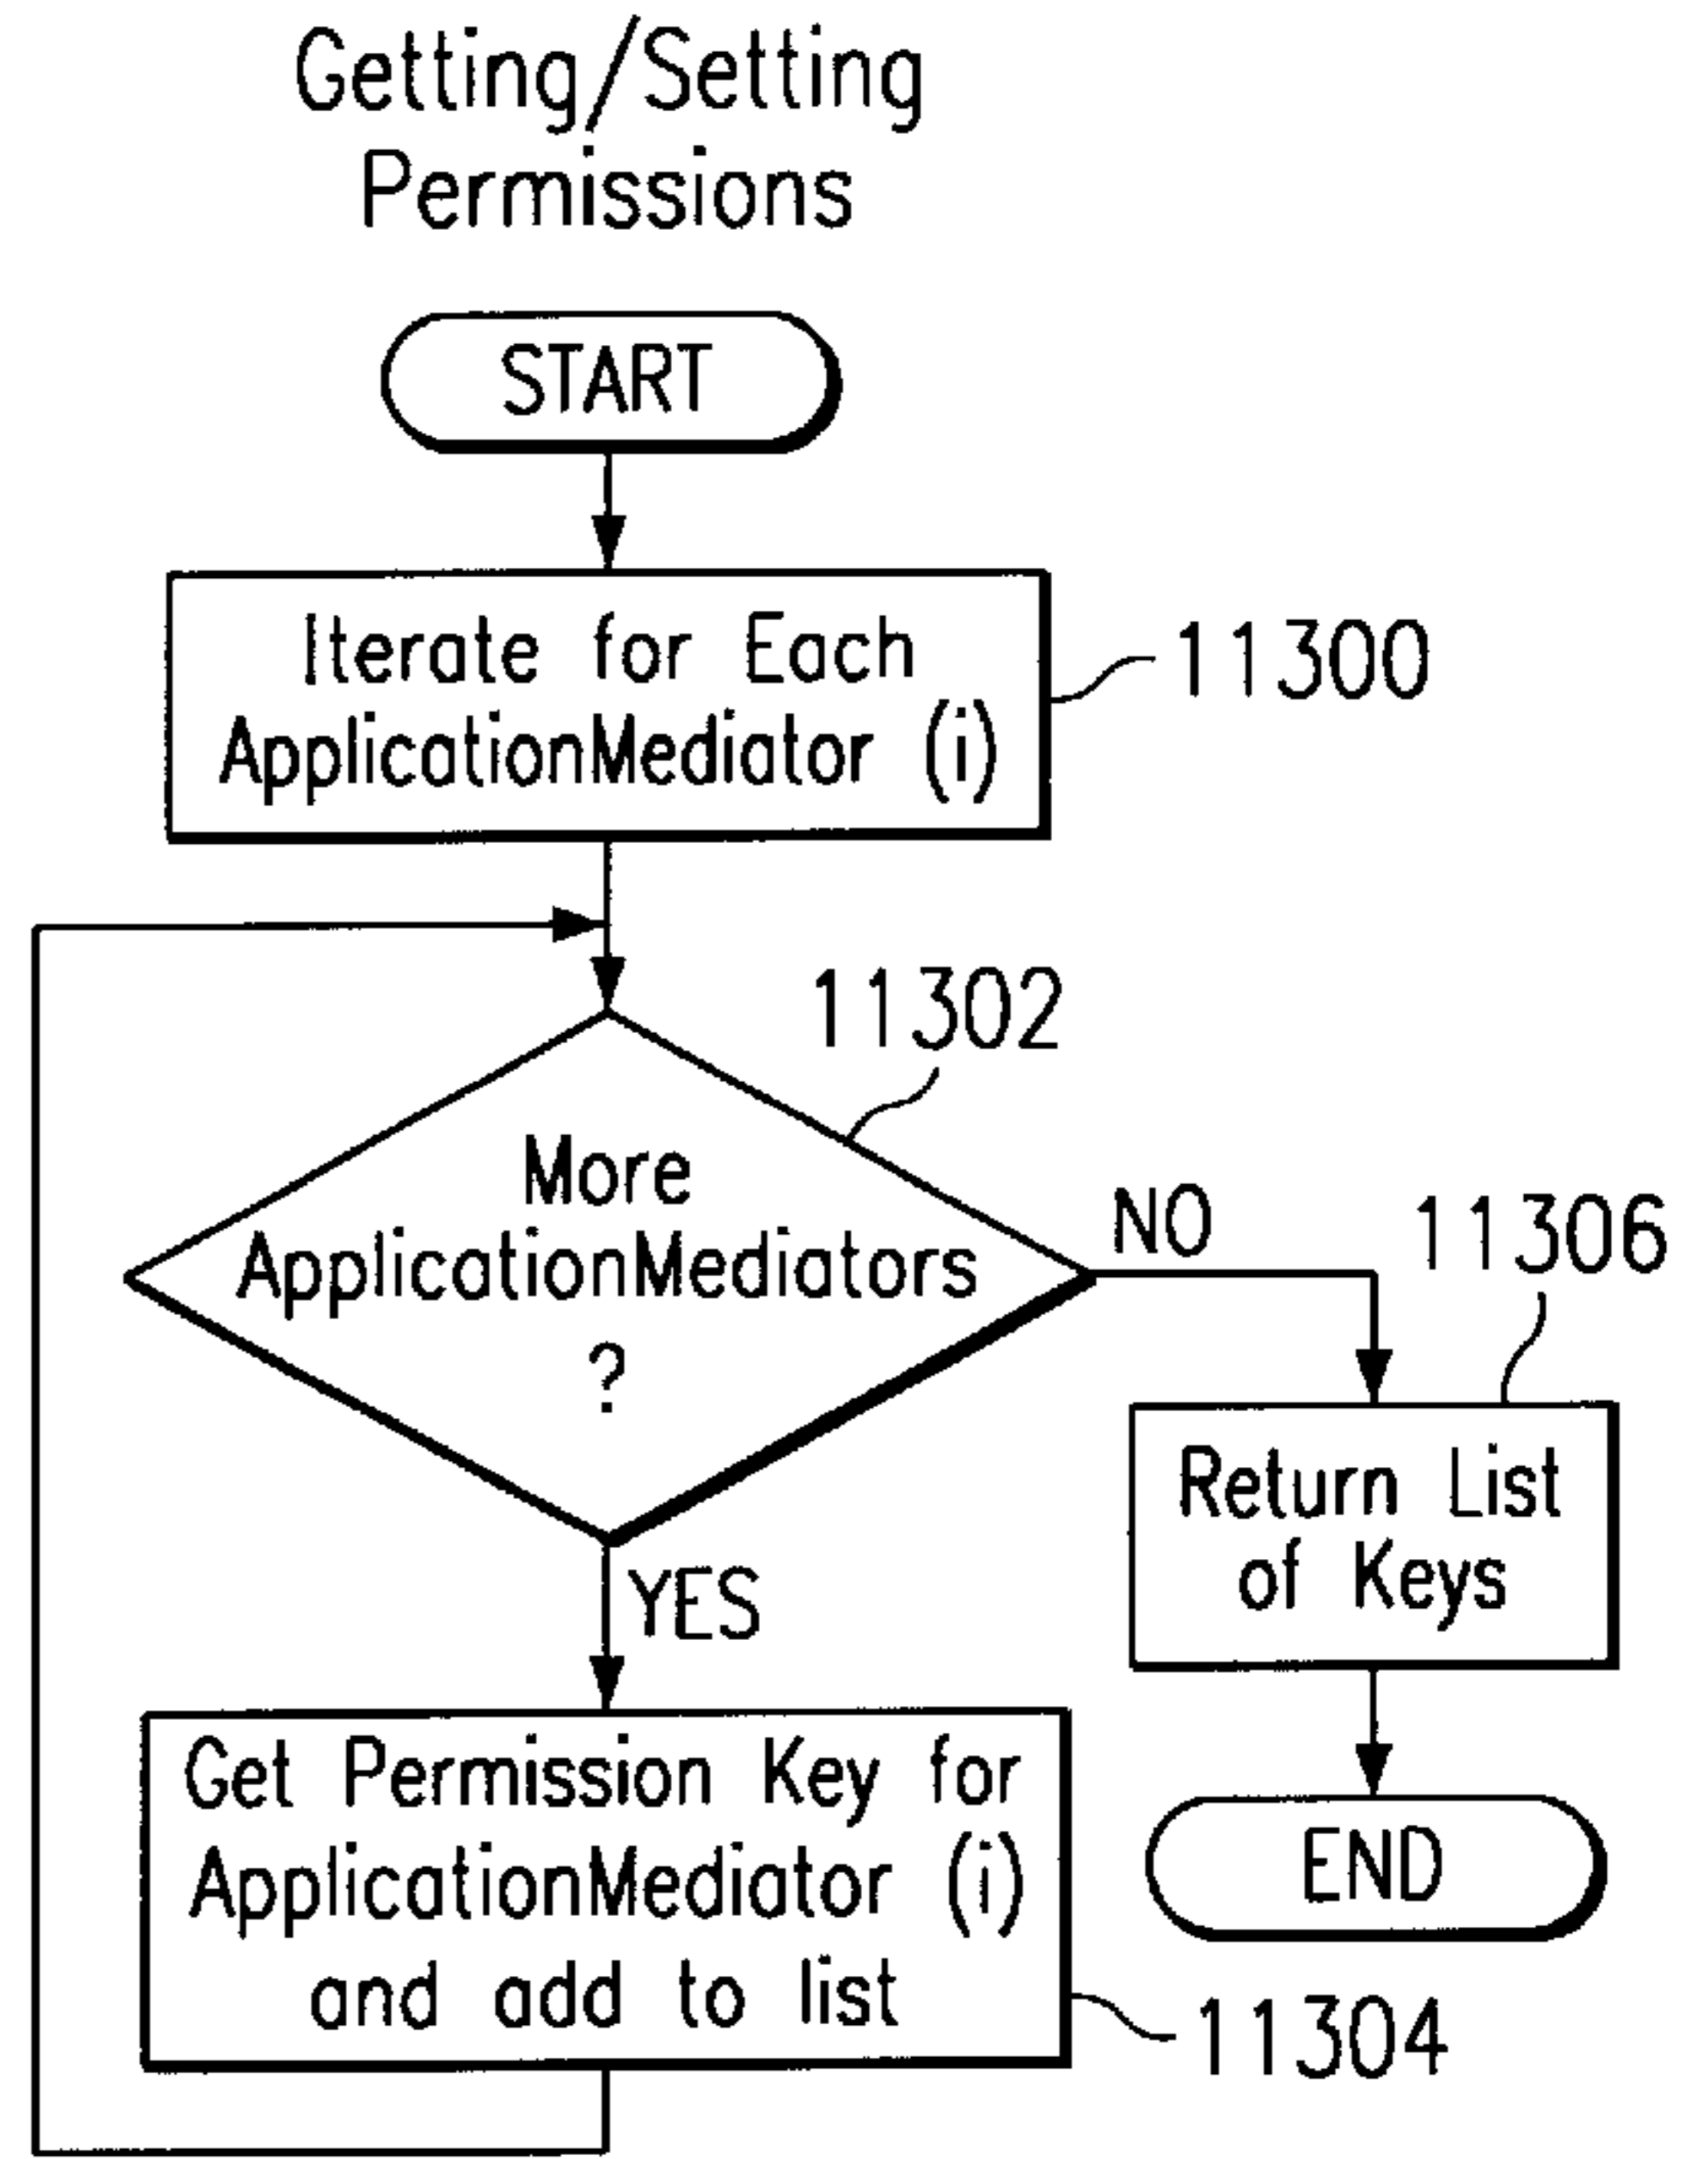 Getting/Setting
Permissions
START
Iterate for Each
ApplicationMediator (i)
11300
11302
More
ApplicationMediators
?
NO
11306
Return List
of Keys
YES
Get Permission Key for
ApplicationMediator (i)
and add to list
END
11304